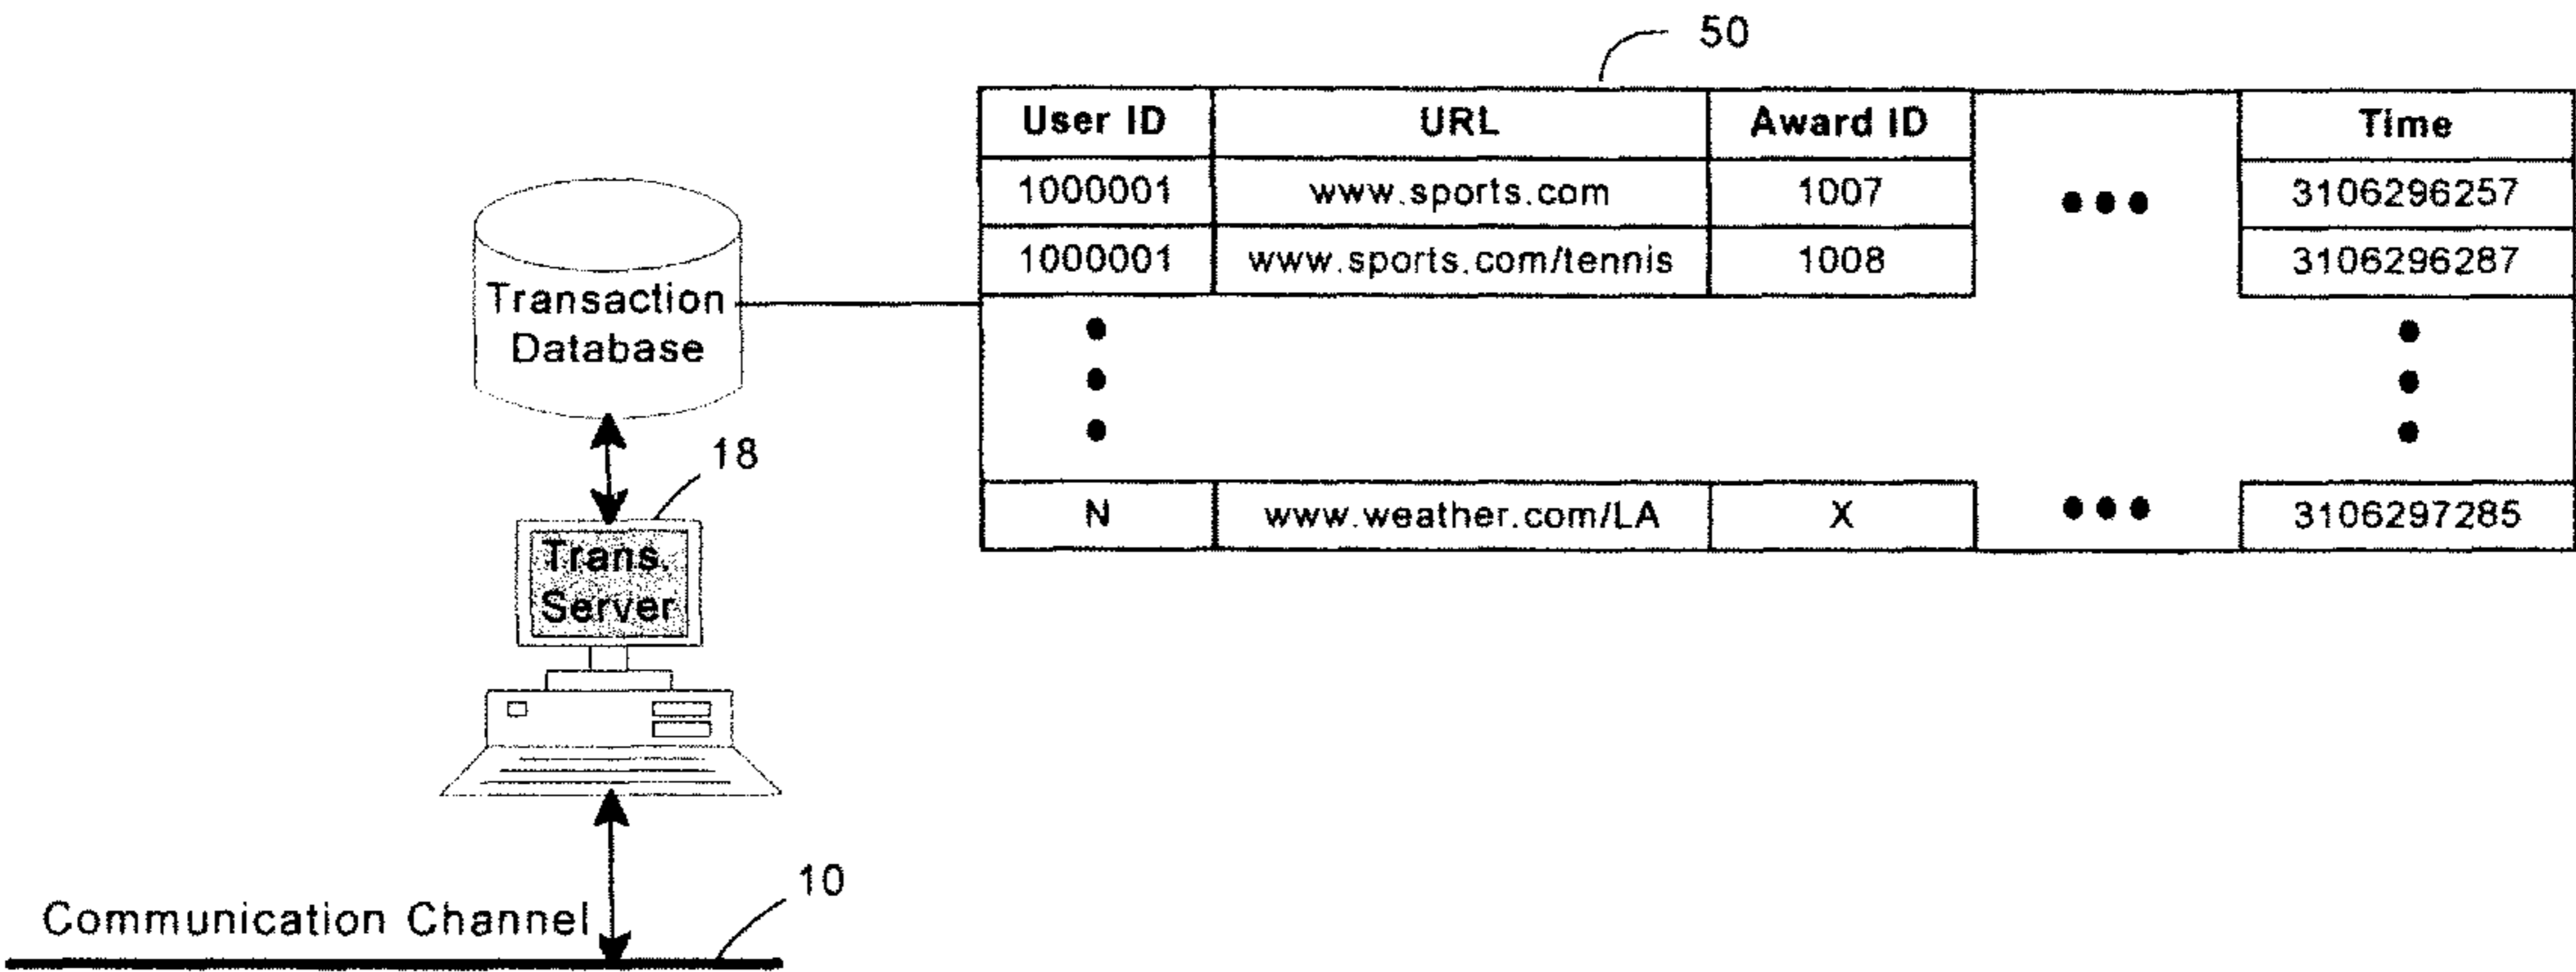 50
User ID URL Award ID Time
1000001 www.sports.com 1007 3106296257
1000001 www.sports.com/tennis 1008 3106296287
N www.weather.com/LA X 3106297285
Transaction
Database
18
Trans.
Server
10
Communication Channel